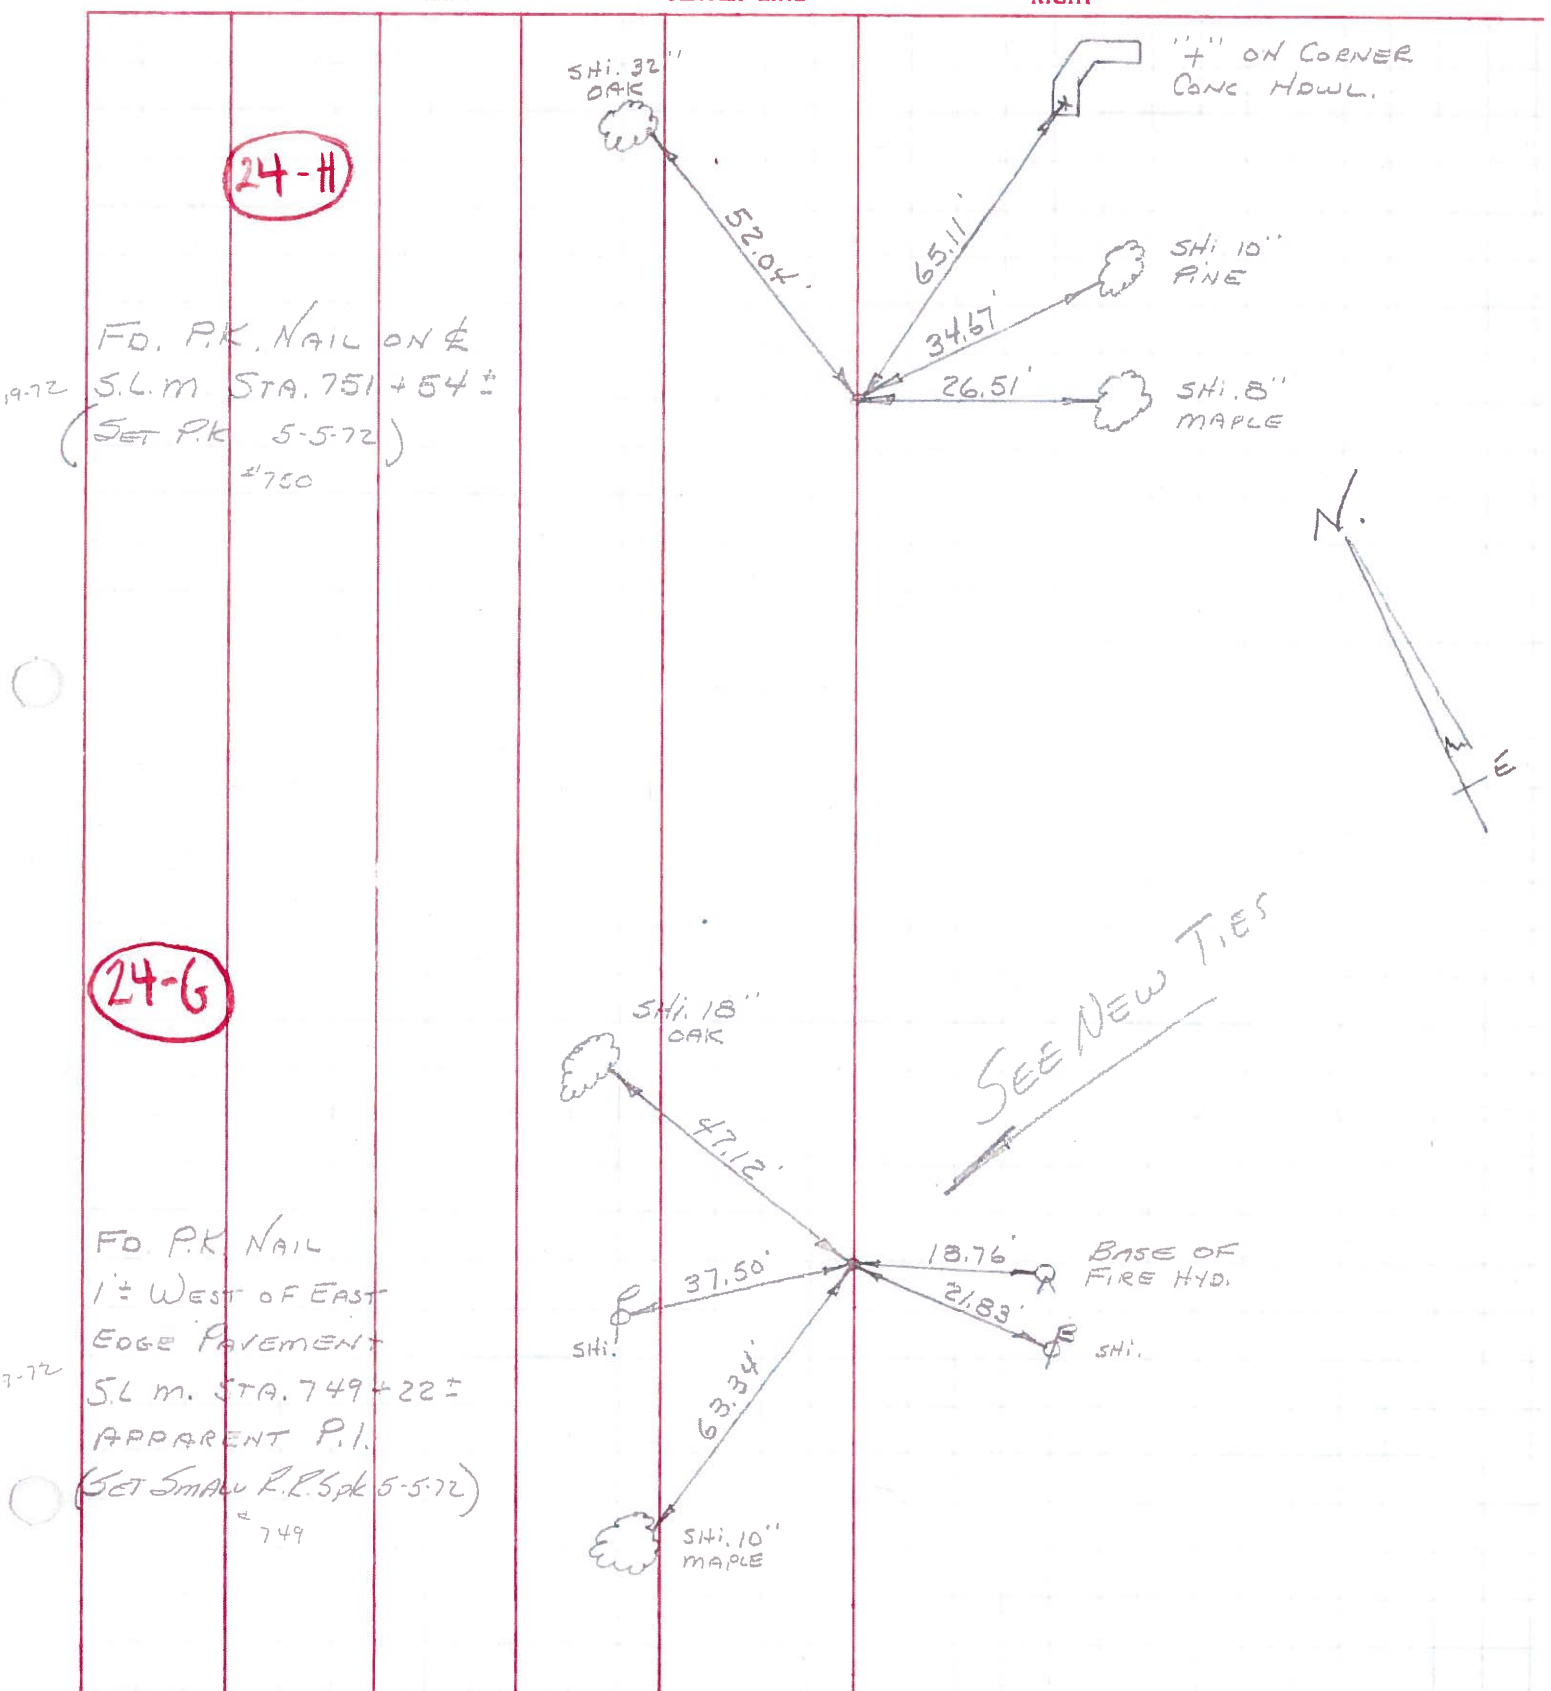 RIGHT
SHi. 32"
OAK
"+" ON CORNER
CONC HDWL.
24-H
52.04'
65.11'
SHi 10"
PINE
34.67'
26.51'
SHi. 8"
MAPLE
FD. P.K. NAIL ON ℄
S.L.M STA. 751+54±
(SET P.K 5-5-72)
#750
N.
E
SEE NEW TIES
24-G
SHi. 18"
OAK
47.12'
FD. P.K. NAIL
1'± WEST OF EAST
EDGE PAVEMENT
S.L M. STA. 749+22±
APPARENT P.I.
(SET SMALL R.R.Spk 5-5-72)
749
37.50'
SHi.
18.76'
BASE OF
FIRE HYD.
21.83'
SHi.
63.34'
SHi. 10"
MAPLE